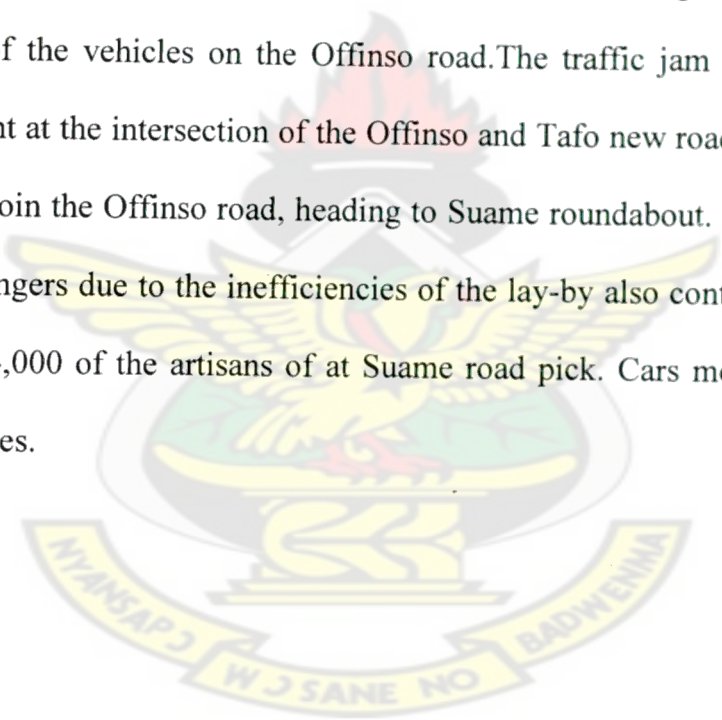 f the vehicles on the Offinso road.The traffic jam
nt at the intersection of the Offinso and Tafo new roa
oin the Offinso road, heading to Suame roundabout.
ngers due to the inefficiencies of the lay-by also con
,000 of the artisans of at Suame road pick. Cars m
es.
NYANSAPƆ WƆSANE NO BADWENMA